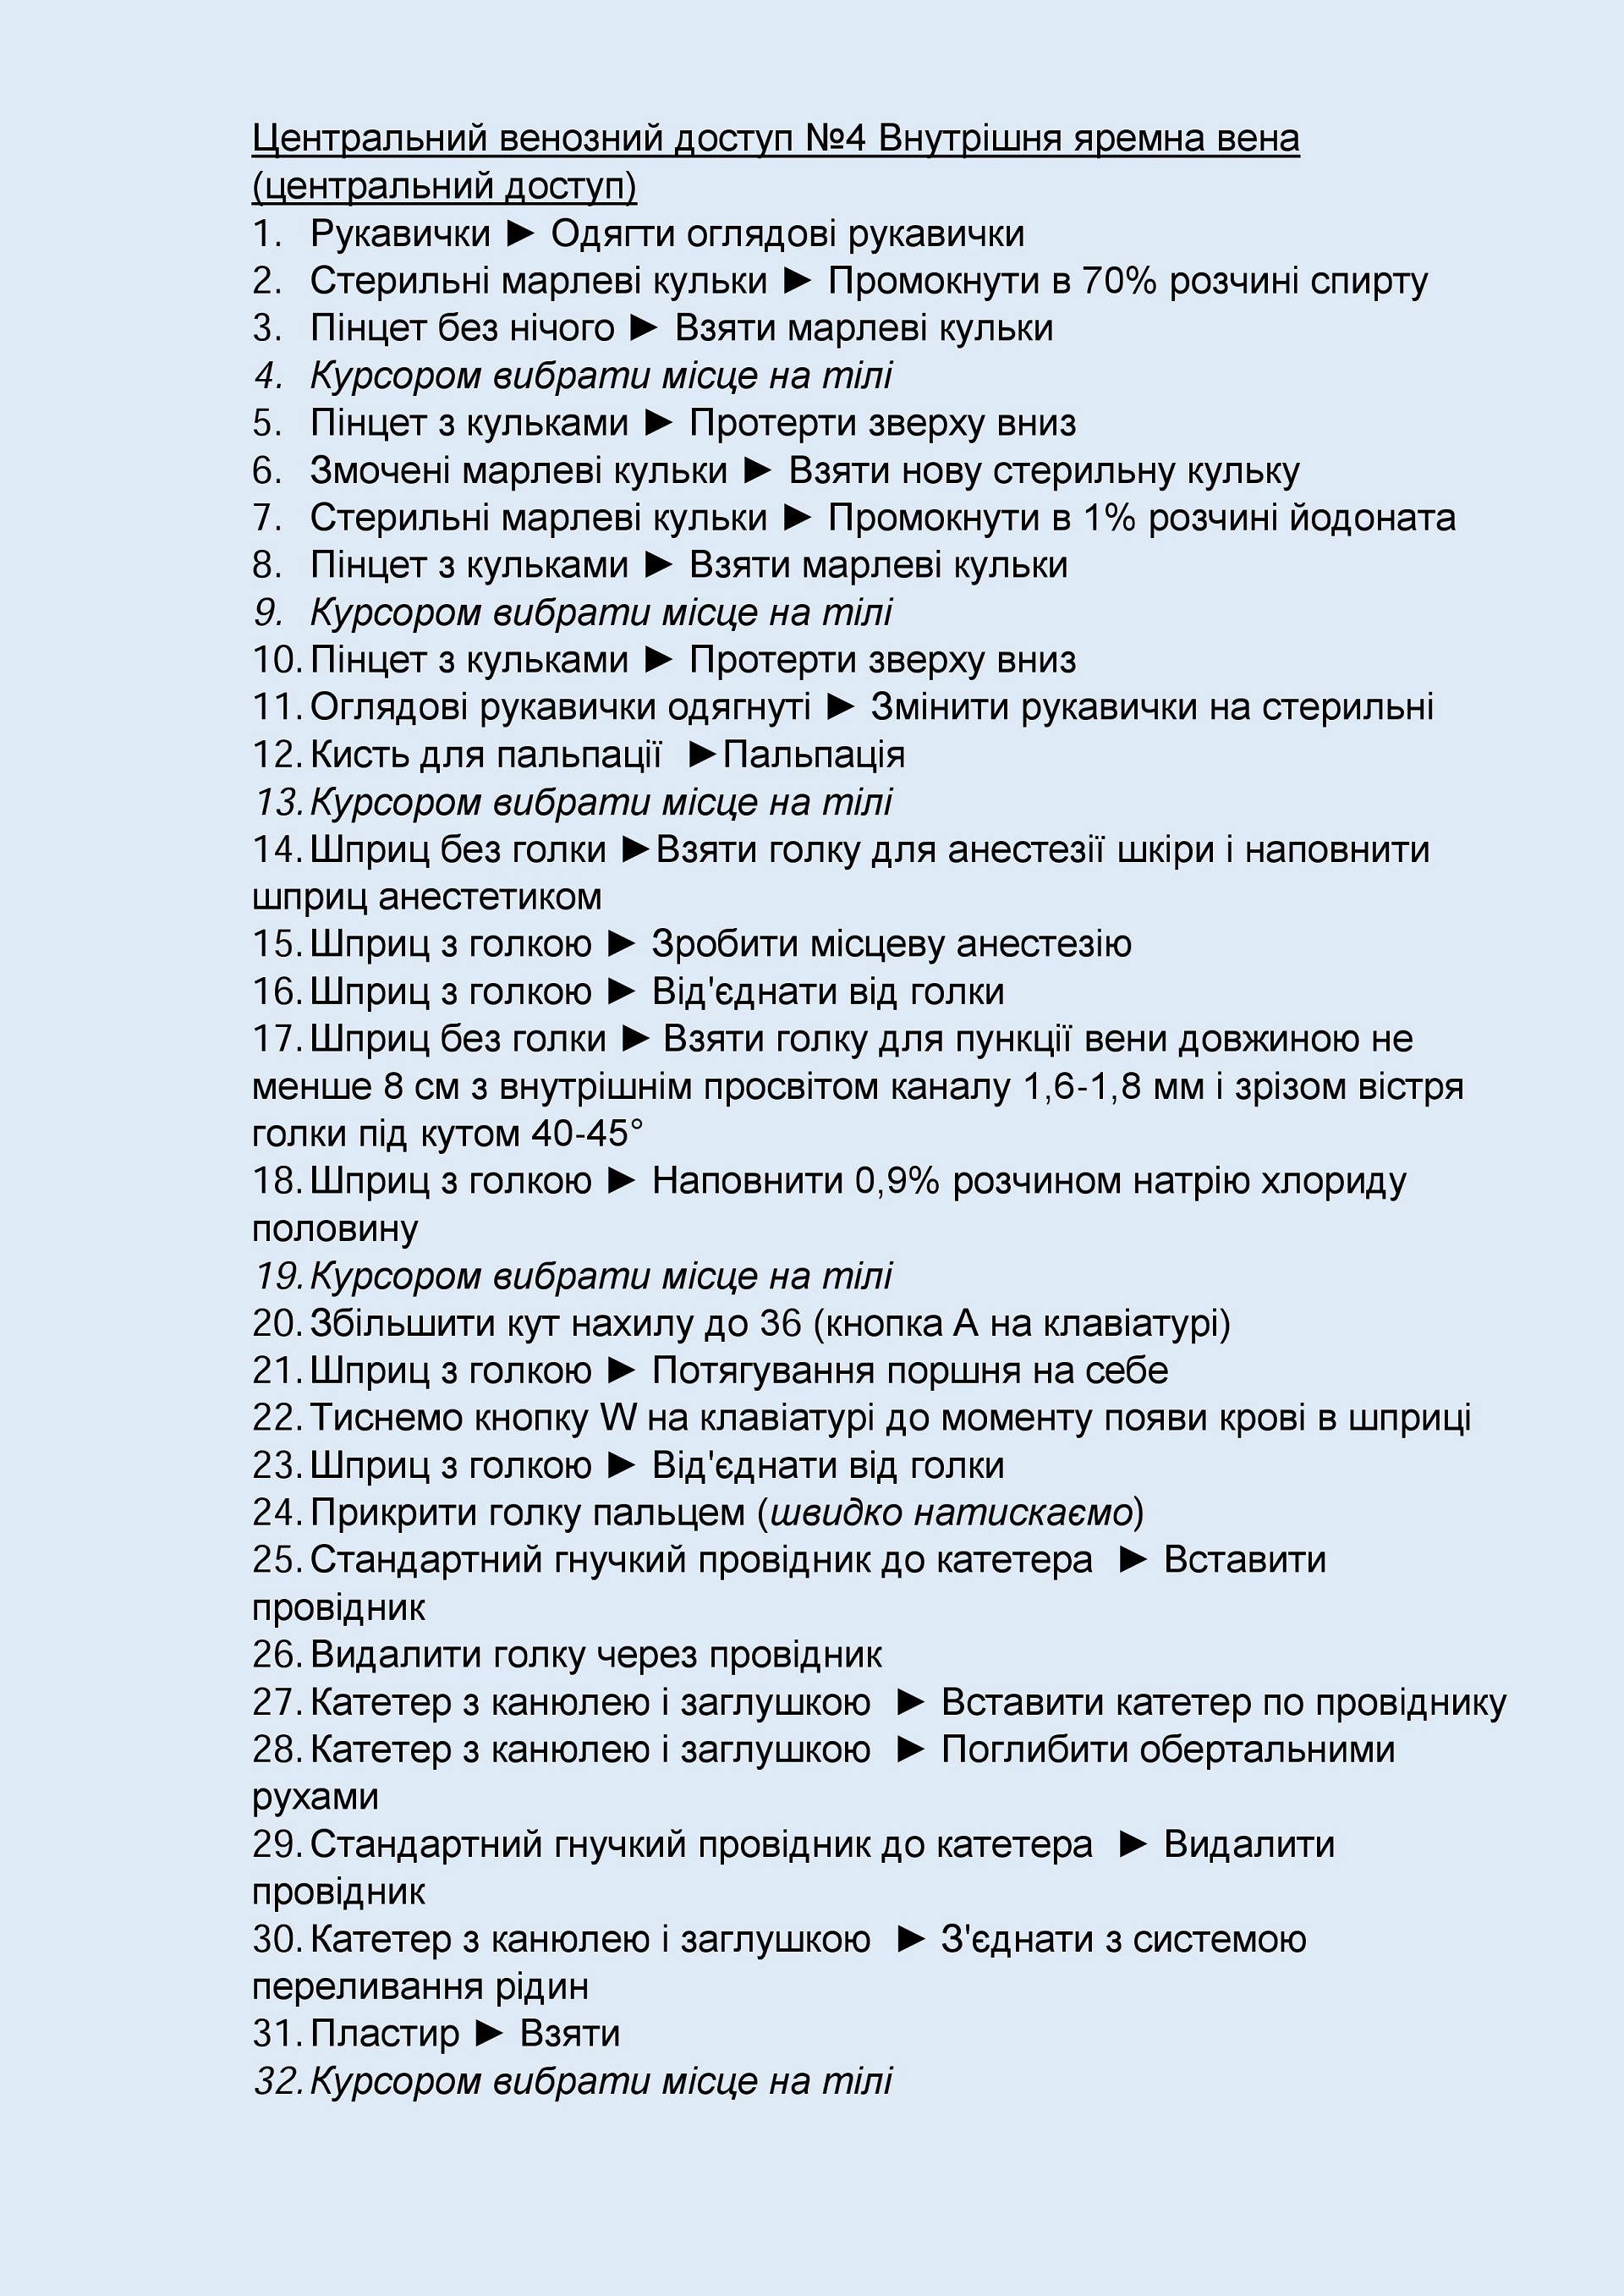 Центральний венозний доступ №4 Внутрішня яремна вена
(центральний доступ)
1. Рукавички ► Одягти оглядові рукавички
2. Стерильні марлеві кульки ► Промокнути в 70% розчині спирту
3. Пінцет без нічого ► Взяти марлеві кульки
4. Курсором вибрати місце на тілі
5. Пінцет з кульками ► Протерти зверху вниз
6. Змочені марлеві кульки ► Взяти нову стерильну кульку
7. Стерильні марлеві кульки ► Промокнути в 1% розчині йодоната
8. Пінцет з кульками ► Взяти марлеві кульки
9. Курсором вибрати місце на тілі
10. Пінцет з кульками ► Протерти зверху вниз
11. Оглядові рукавички одягнуті ► Змінити рукавички на стерильні
12. Кисть для пальпації ►Пальпація
13. Курсором вибрати місце на тілі
14. Шприц без голки ►Взяти голку для анестезії шкіри і наповнити
шприц анестетиком
15. Шприц з голкою ► Зробити місцеву анестезію
16. Шприц з голкою ► Від'єднати від голки
17. Шприц без голки ► Взяти голку для пункції вени довжиною не
менше 8 см з внутрішнім просвітом каналу 1,6-1,8 мм і зрізом вістря
голки під кутом 40-45°
18. Шприц з голкою ► Наповнити 0,9% розчином натрію хлориду
половину
19. Курсором вибрати місце на тілі
20. Збільшити кут нахилу до 36 (кнопка А на клавіатурі)
21. Шприц з голкою ► Потягування поршня на себе
22. Тиснемо кнопку W на клавіатурі до моменту появи крові в шприці
23. Шприц з голкою ► Від'єднати від голки
24. Прикрити голку пальцем (швидко натискаємо)
25. Стандартний гнучкий провідник до катетера ► Вставити
провідник
26. Видалити голку через провідник
27. Катетер з канюлею і заглушкою ► Вставити катетер по провіднику
28. Катетер з канюлею і заглушкою ► Поглибити обертальними
рухами
29. Стандартний гнучкий провідник до катетера ► Видалити
провідник
30. Катетер з канюлею і заглушкою ► З'єднати з системою
переливання рідин
31. Пластир ► Взяти
32. Курсором вибрати місце на тілі